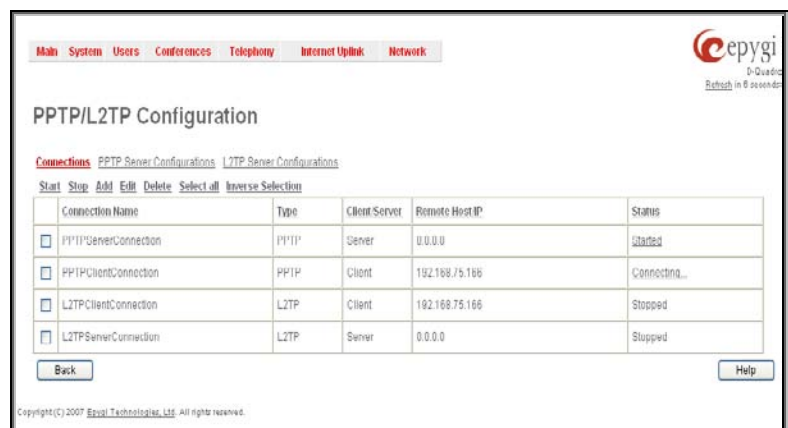 Main System Users Conferences Telephony Internet Uplink Network
epygi
D-Quadro
Refresh in 6 seconds
PPTP/L2TP Configuration
Connections PPTP Server Configurations L2TP Server Configurations
Start Stop Add Edit Delete Select all Inverse Selection
Connection Name Type Client/Server Remote Host IP Status
PPTPServerConnection PPTP Server 0.0.0.0 Started
PPTPClientConnection PPTP Client 192.168.75.166 Connecting...
L2TPClientConnection L2TP Client 192.168.75.166 Stopped
L2TPServerConnection L2TP Server 0.0.0.0 Stopped
Back Help
Copyright (C) 2007 Epygi Technologies, Ltd. All rights reserved.